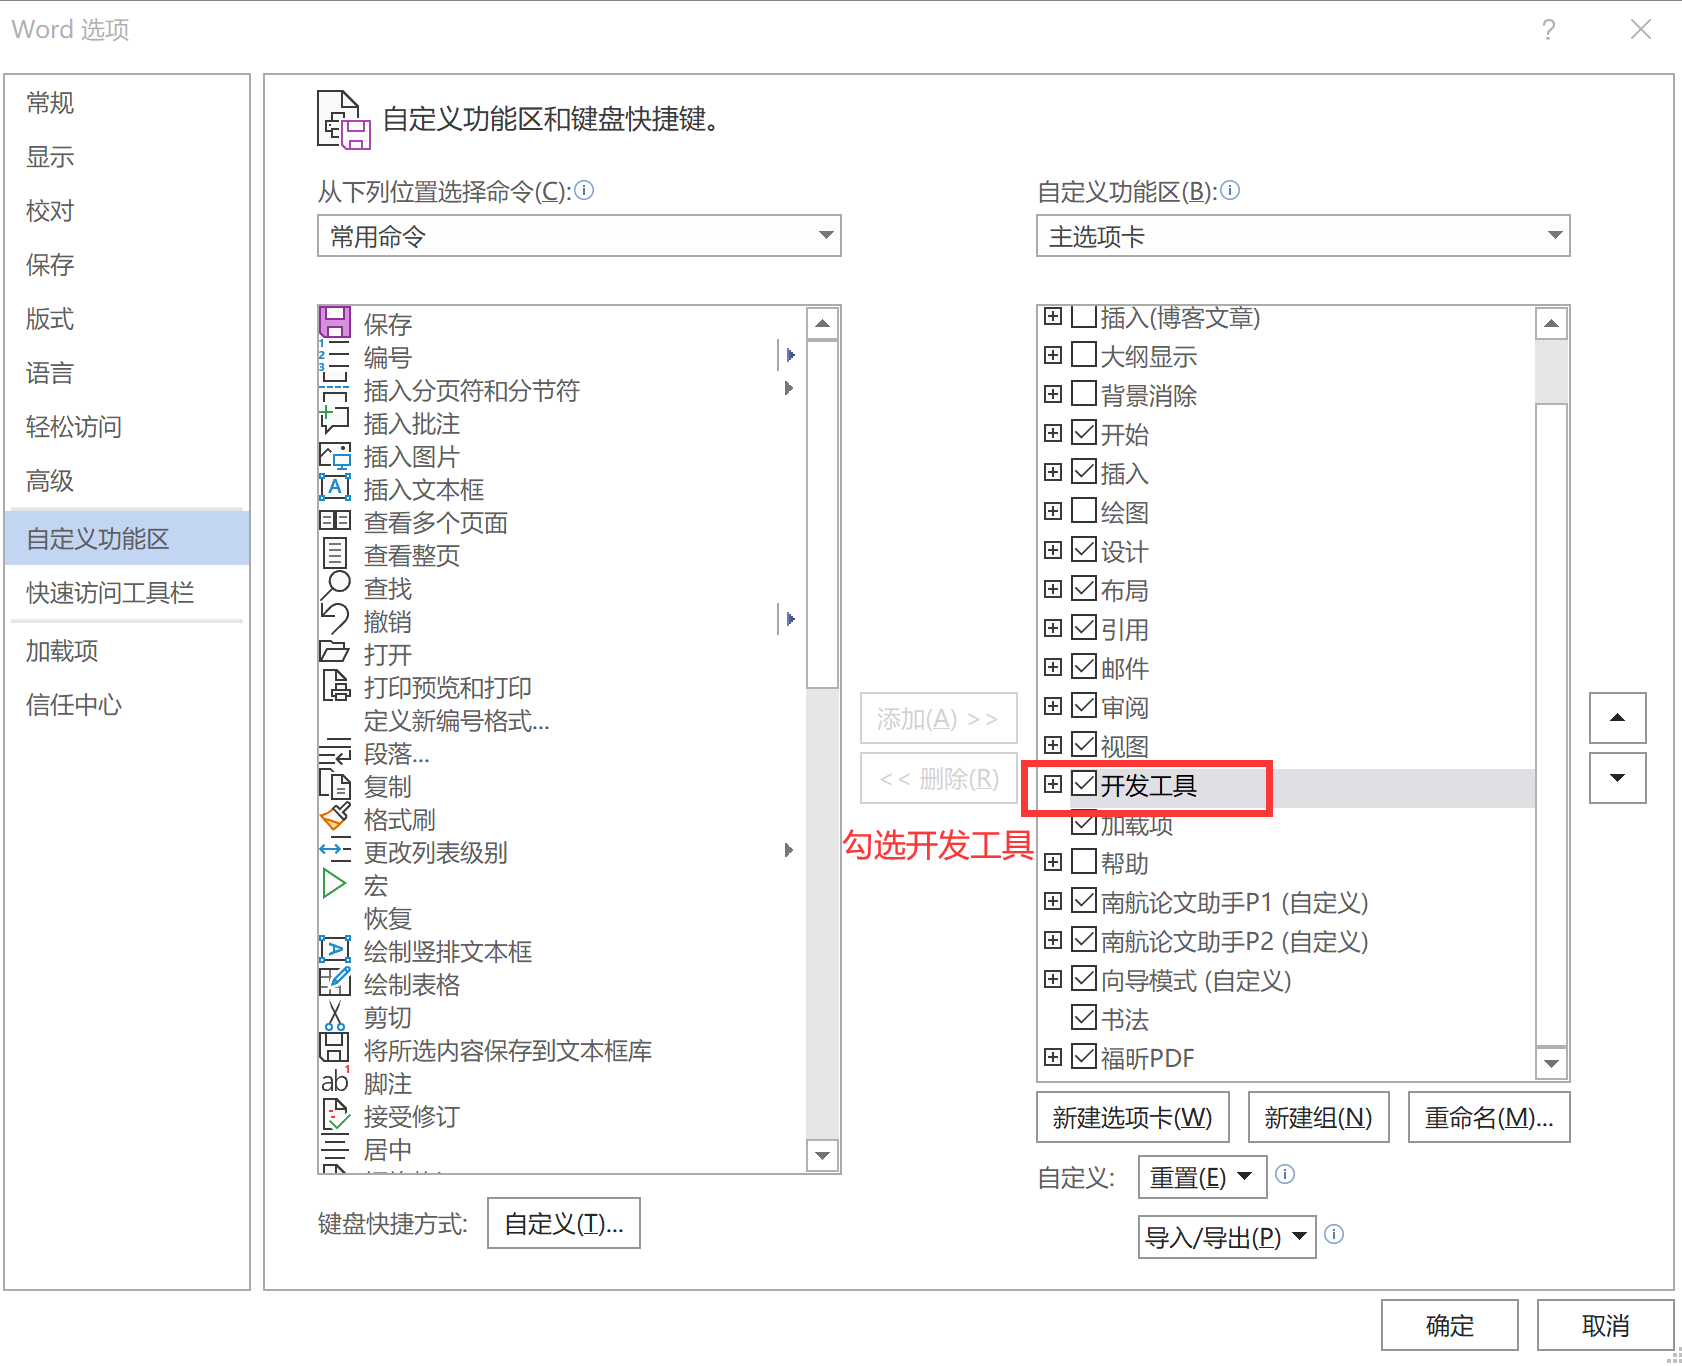 Word 选项
?
常规
显示
校对
保存
版式
语言
轻松访问
高级
自定义功能区
快速访问工具栏
加载项
信任中心
自定义功能区和键盘快捷键。
从下列位置选择命令(C):
常用命令
保存
编号
插入分页符和分节符
插入批注
插入图片
插入文本框
查看多个页面
查看整页
查找
撤销
打开
打印预览和打印
定义新编号格式...
段落...
复制
格式刷
更改列表级别
宏
恢复
绘制竖排文本框
绘制表格
剪切
将所选内容保存到文本框库
脚注
接受修订
居中
键盘快捷方式:
自定义(T)...
添加(A) >>
<< 删除(R)
勾选开发工具
自定义功能区(B):
主选项卡
插入(博客文章)
大纲显示
背景消除
开始
插入
绘图
设计
布局
引用
邮件
审阅
视图
开发工具
加载项
帮助
南航论文助手P1 (自定义)
南航论文助手P2 (自定义)
向导模式 (自定义)
书法
福昕PDF
新建选项卡(W)
新建组(N)
重命名(M)...
自定义:
重置(E)
导入/导出(P)
确定
取消